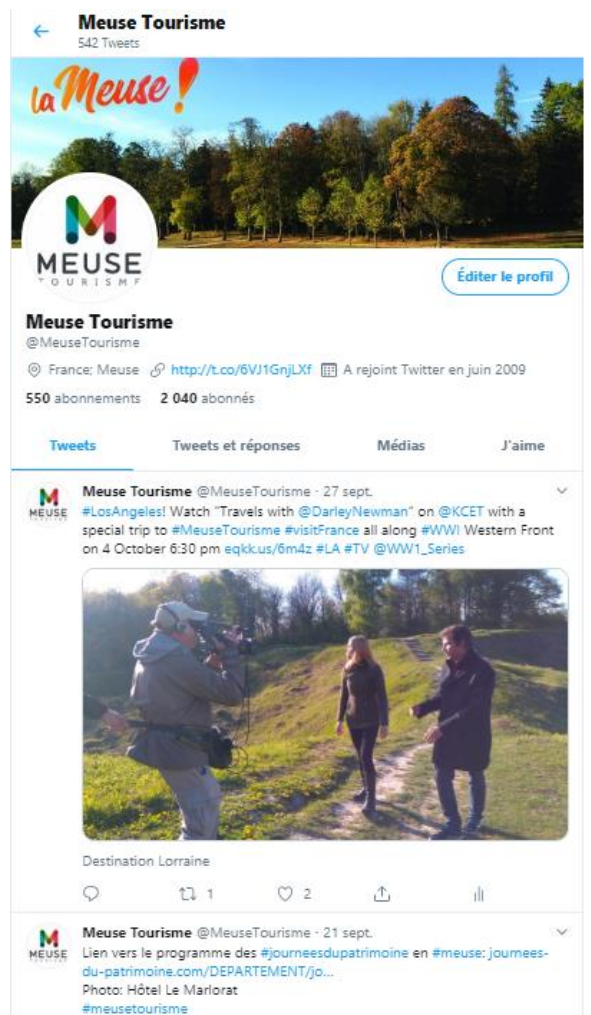 Meuse Tourisme
542 Tweets
la Meuse !
MEUSE
TOURISME
Éditer le profil
Meuse Tourisme
@MeuseTourisme
France: Meuse http://t.co/6VJ1GnjLXf A rejoint Twitter en juin 2009
550 abonnements 2 040 abonnés
Tweets Tweets et réponses Médias J'aime
Meuse Tourisme @MeuseTourisme · 27 sept.
MEUSE
#LosAngeles! Watch "Travels with @DarleyNewman" on @KCET with a
special trip to #MeuseTourisme #visitFrance all along #WWI Western Front
on 4 October 6:30 pm eqkk.us/6m4z #LA #TV @WW1_Series
Destination Lorraine
1 2
Meuse Tourisme @MeuseTourisme · 21 sept.
MEUSE
Lien vers le programme des #journeesdupatrimoine en #meuse: journees-
du-patrimoine.com/DEPARTEMENT/jo...
Photo: Hôtel Le Marlorat
#meusetourisme